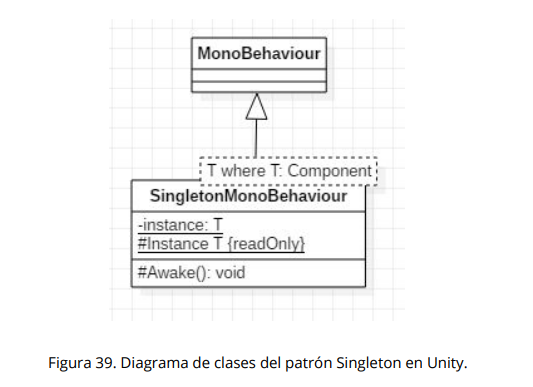 MonoBehaviour
T where T: Component
SingletonMonoBehaviour
-instance: T
#Instance T {readOnly}
#Awake(): void
Figura 39. Diagrama de clases del patrón Singleton en Unity.